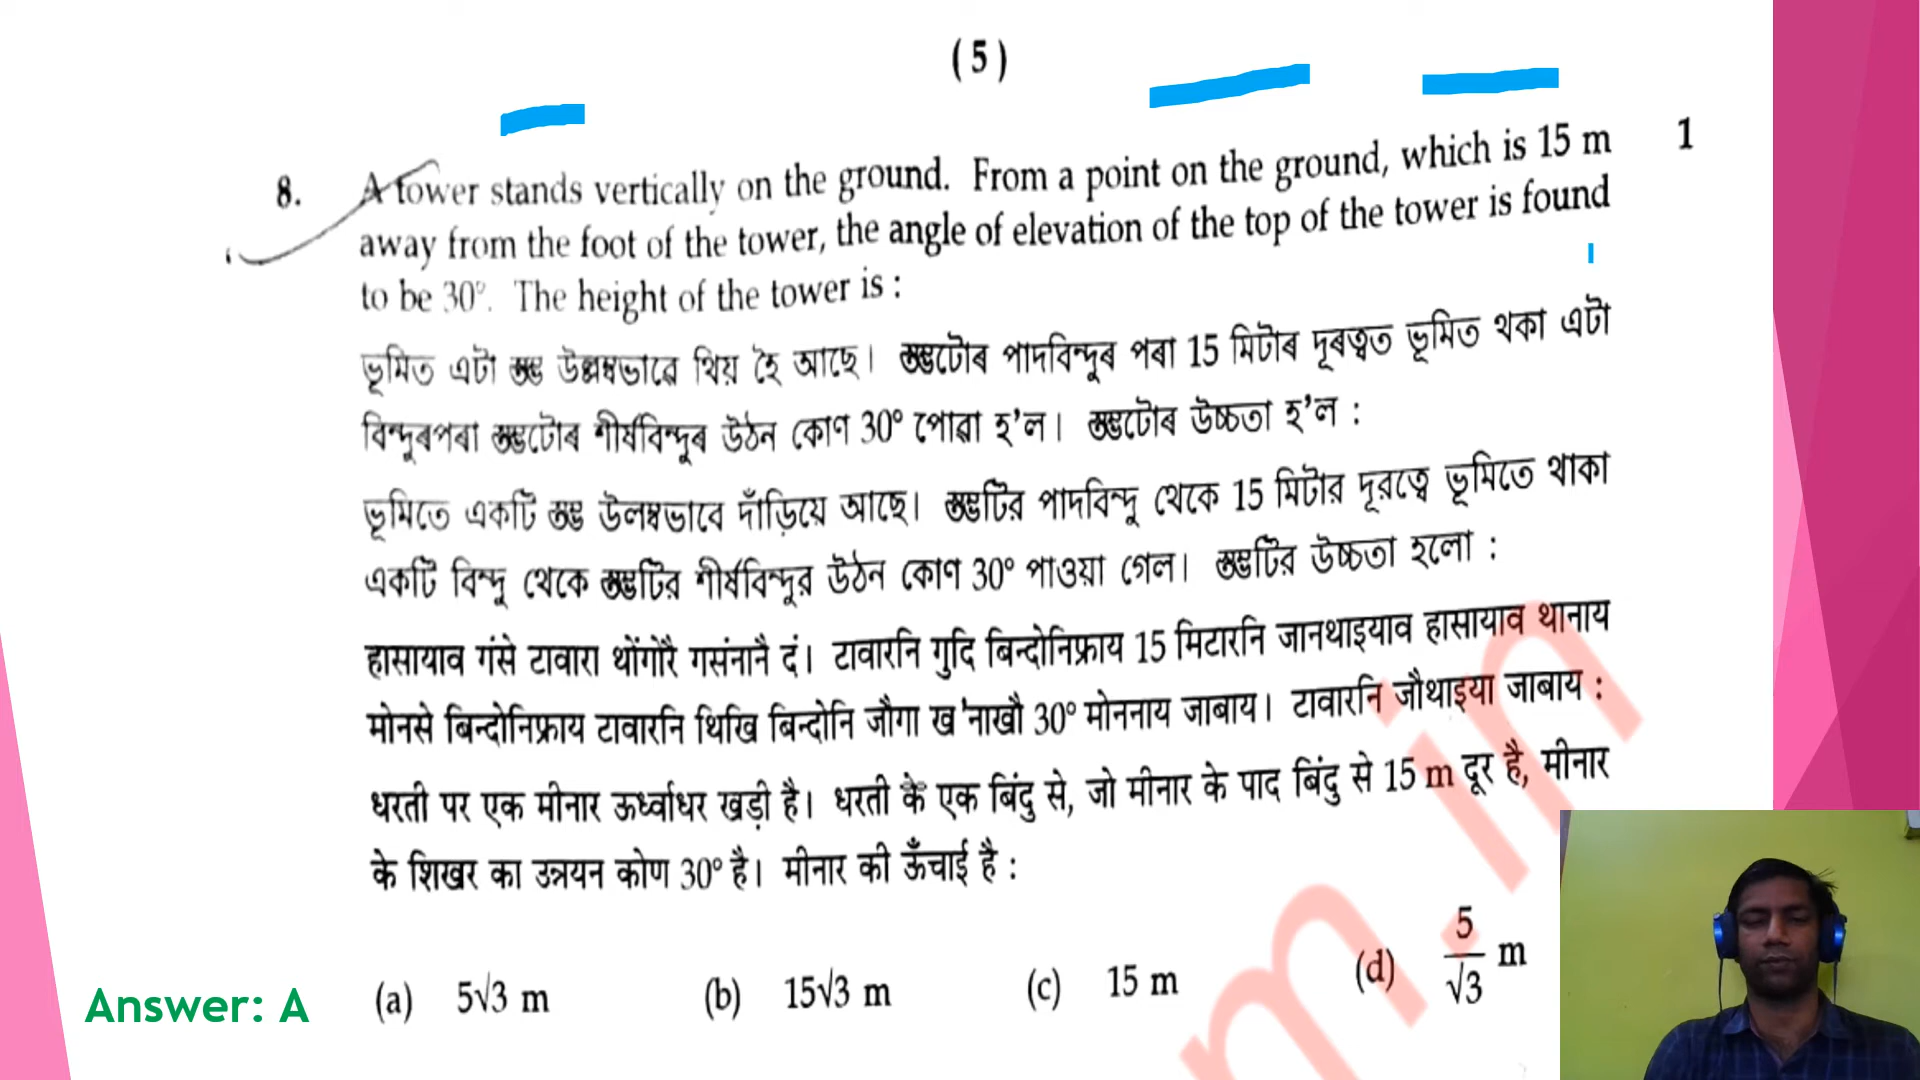 (5)
8. A tower stands vertically on the ground. From a point on the ground, which is 15 m 1
away from the foot of the tower, the angle of elevation of the top of the tower is found
to be 30°. The height of the tower is :
ভূমিত এটা স্তম্ভ উল্লম্বভাৱে থিয় হৈ আছে। স্তম্ভটোৰ পাদবিন্দুৰ পৰা 15 মিটাৰ দূৰত্বত ভূমিত থকা এটা
বিন্দুৰপৰা স্তম্ভটোৰ শীৰ্ষবিন্দুৰ উঠন কোণ 30° পোৱা হ'ল। স্তম্ভটোৰ উচ্চতা হ'ল :
ভূমিতে একটি স্তম্ভ উলম্বভাবে দাঁড়িয়ে আছে। স্তম্ভটির পাদবিন্দু থেকে 15 মিটার দূরত্বে ভূমিতে থাকা
একটি বিন্দু থেকে স্তম্ভটির শীর্ষবিন্দুর উঠন কোণ 30° পাওয়া গেল। স্তম্ভটির উচ্চতা হলো :
हासायाव गंसे टावारा थोंगोरै गसंनानै दं। टावारनि गुदि बिन्दोनिफ्राय 15 मिटारनि जानथाइयाव हासायाव थानाय
मोनसे बिन्दोनिफ्राय टावारनि थिखि बिन्दोनि जौगा ख'नाखौ 30° मोननाय जाबाय। टावारनि जौथाइया जाबाय :
धरती पर एक मीनार ऊर्ध्वाधर खड़ी है। धरती के एक बिंदु से, जो मीनार के पाद बिंदु से 15 m दूर है, मीनार
के शिखर का उन्नयन कोण 30° है। मीनार की ऊँचाई है :
(a) 5√3 m (b) 15√3 m (c) 15 m (d) 5/√3 m
Answer: A
m.in